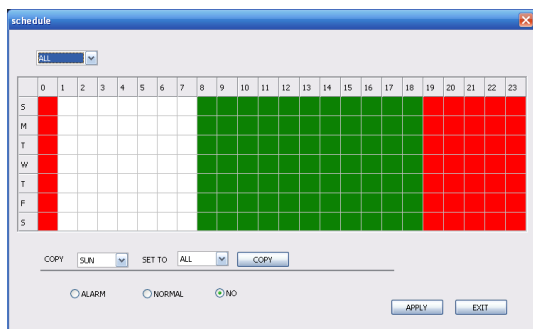 schedule
ALL
0 1 2 3 4 5 6 7 8 9 10 11 12 13 14 15 16 17 18 19 20 21 22 23
S
M
T
W
T
F
S
COPY SUN SET TO ALL COPY
ALARM NORMAL NO
APPLY EXIT